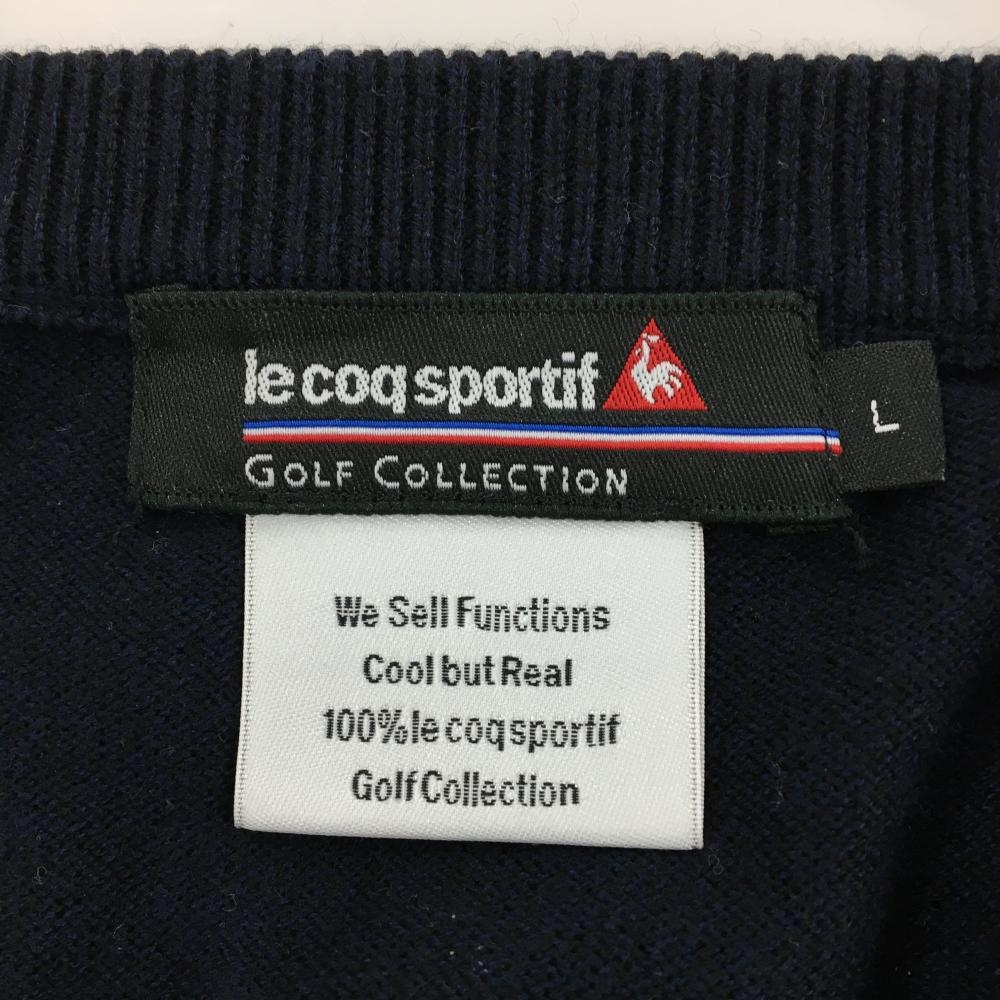 le coq sportif
GOLF COLLECTION
L
We Sell Functions
Cool but Real
100% le coq sportif
Golf Collection